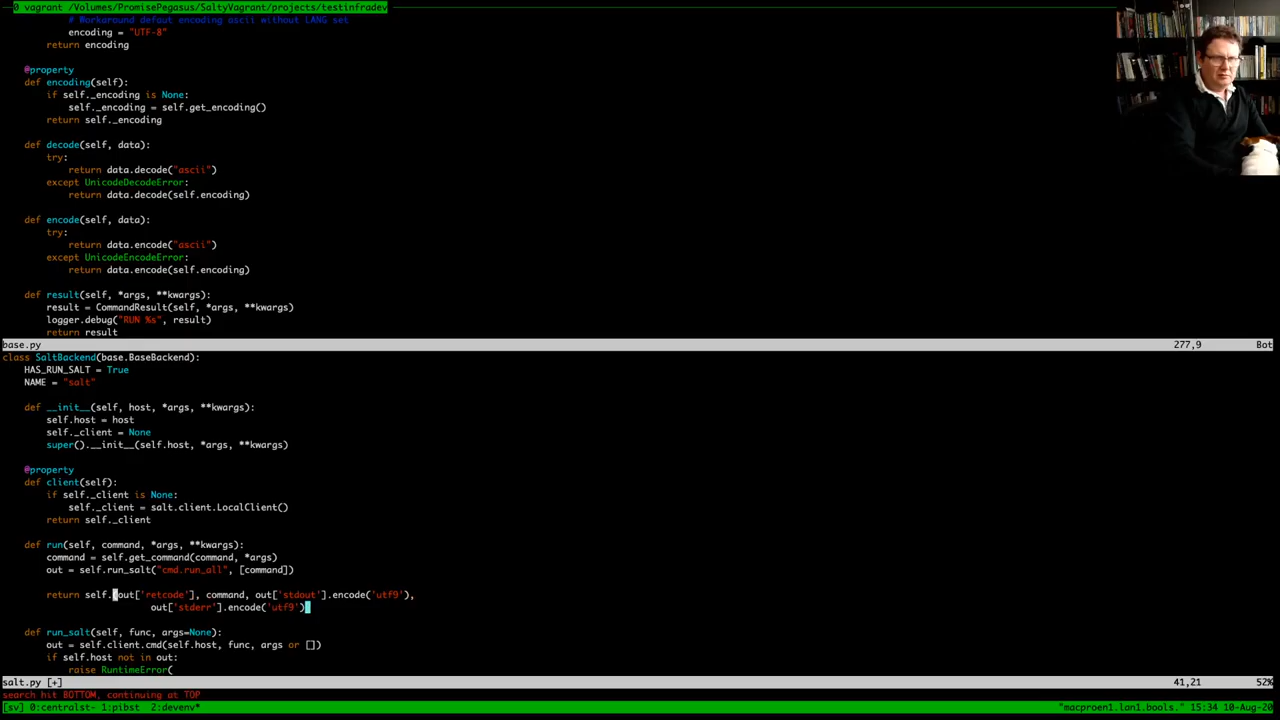 0 vagrant /Volumes/PromisePegasus/SaltyVagrant/projects/testinfradev
# Workaround defaut encoding ascii without LANG set
encoding = "UTF-8"
return encoding
@property
def encoding(self):
if self._encoding is None:
self._encoding = self.get_encoding()
return self._encoding
def decode(self, data):
try:
return data.decode("ascii")
except UnicodeDecodeError:
return data.decode(self.encoding)
def encode(self, data):
try:
return data.encode("ascii")
except UnicodeEncodeError:
return data.encode(self.encoding)
def result(self, *args, **kwargs):
result = CommandResult(self, *args, **kwargs)
logger.debug("RUN %s", result)
return result
base.py 277,9 Bot
class SaltBackend(base.BaseBackend):
HAS_RUN_SALT = True
NAME = "salt"
def __init__(self, host, *args, **kwargs):
self.host = host
self._client = None
super().__init__(self.host, *args, **kwargs)
@property
def client(self):
if self._client is None:
self._client = salt.client.LocalClient()
return self._client
def run(self, command, *args, **kwargs):
command = self.get_command(command, *args)
out = self.run_salt("cmd.run_all", [command])
return self.(out['retcode'], command, out['stdout'].encode('utf9'),
out['stderr'].encode('utf9'))
def run_salt(self, func, args=None):
out = self.client.cmd(self.host, func, args or [])
if self.host not in out:
raise RuntimeError(
salt.py [+] 41,21 52%
search hit BOTTOM, continuing at TOP
[sv] 0:centralst- 1:pibst 2:devenv* "macproen1.lan1.bools." 15:34 10-Aug-20